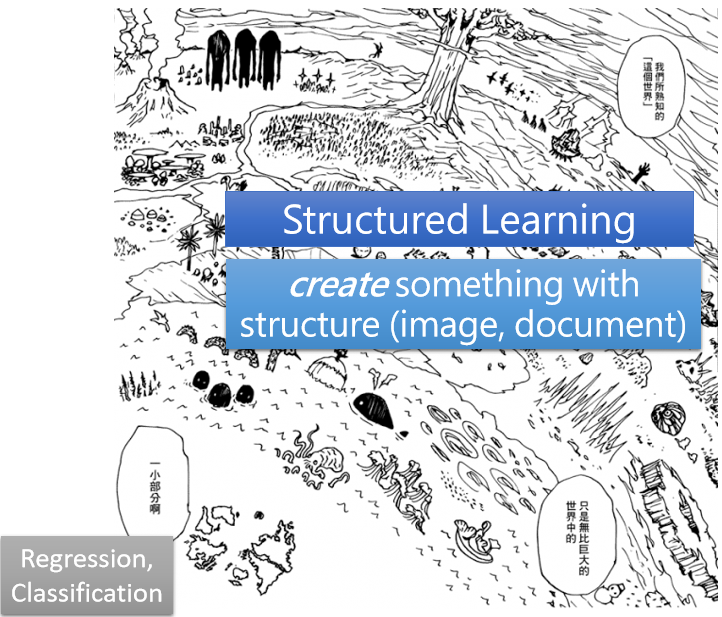 我們所熟知的
「這個世界」
Structured Learning
create something with
structure (image, document)
只是無比巨大的
世界中的
一小部分啊
Regression,
Classification